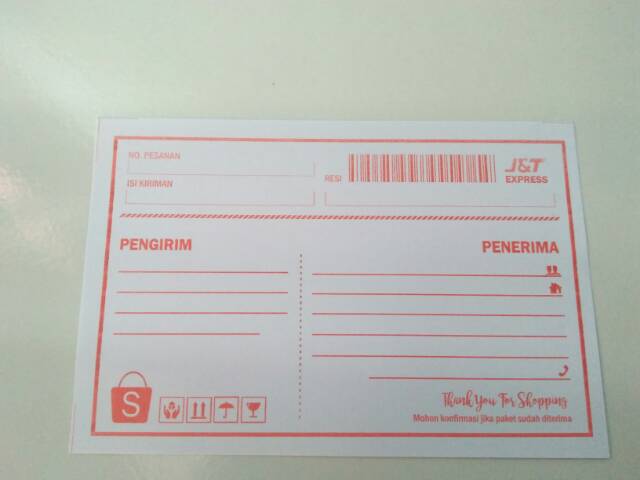 NO. PESANAN
ISI KIRIMAN
RESI
J&T
EXPRESS
PENGIRIM
PENERIMA
S
Thank You For Shopping
Mohon konfirmasi jika paket sudah diterima